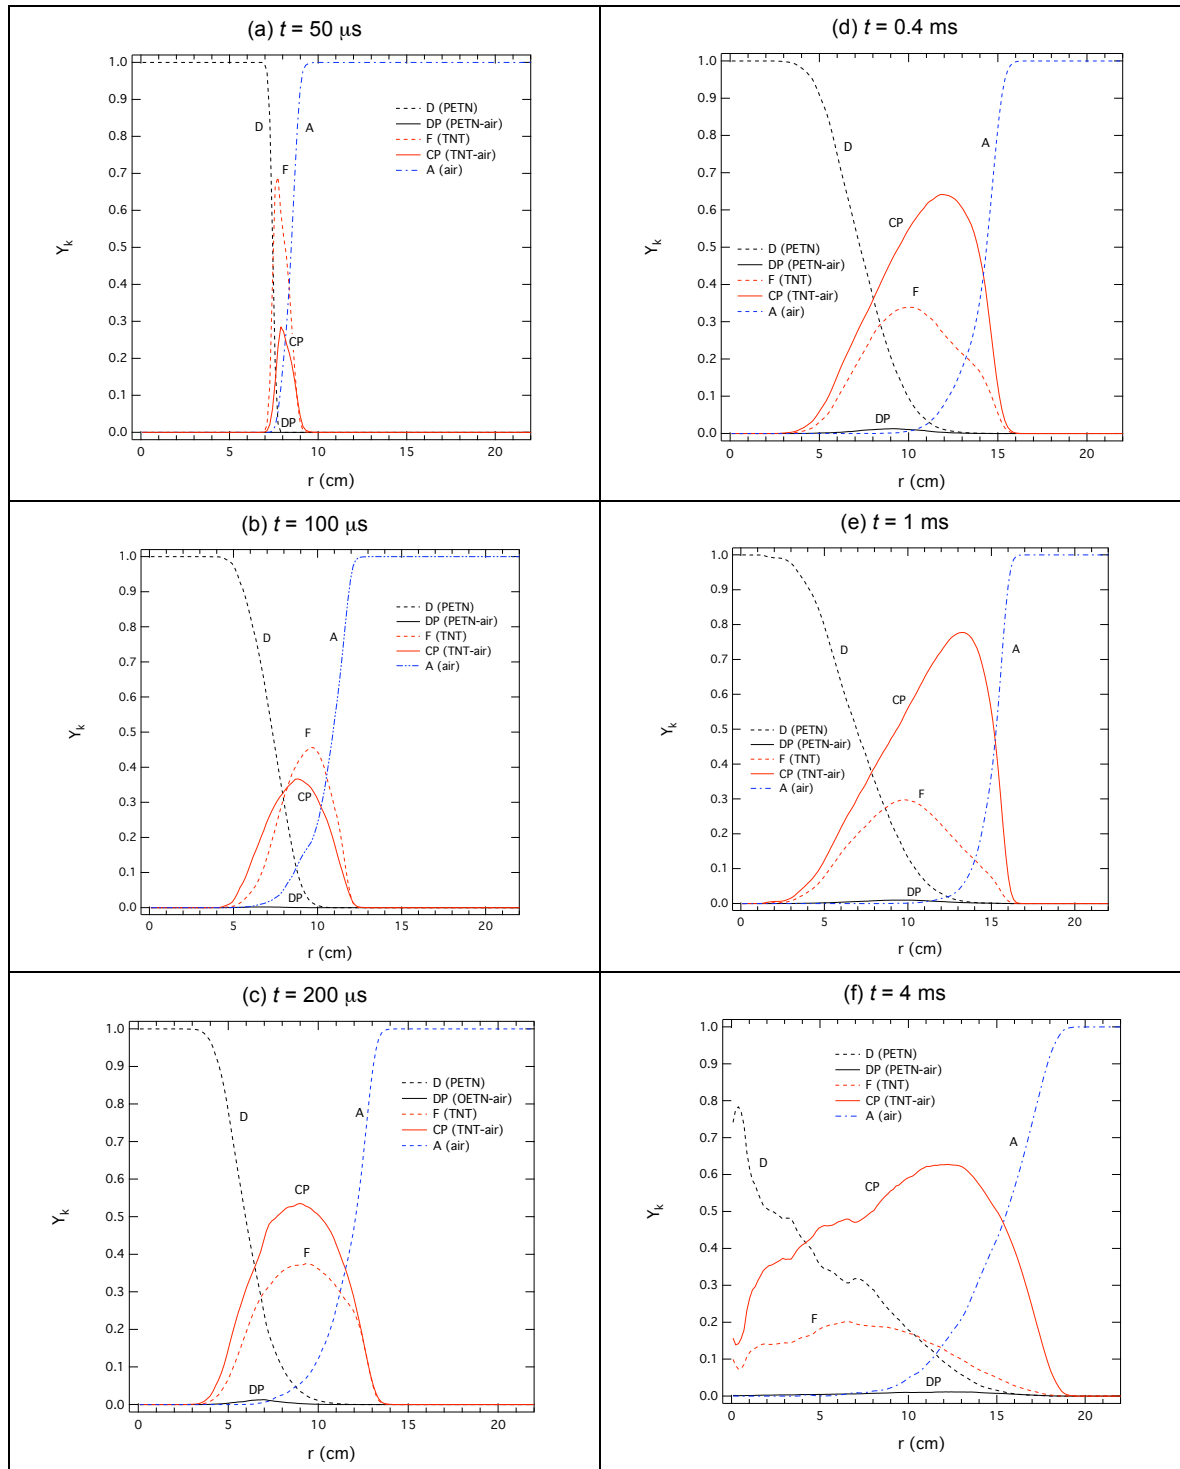 (a) t = 50 μs
1.0
0.9
0.8
0.7
0.6
0.5
0.4
0.3
0.2
0.1
0.0
Y_k
D
A
F
CP
DP
D (PETN)
DP (PETN-air)
F (TNT)
CP (TNT-air)
A (air)
0 5 10 15 20
r (cm)
(b) t = 100 μs
1.0
0.9
0.8
0.7
0.6
0.5
0.4
0.3
0.2
0.1
0.0
Y_k
D
A
F
CP
DP
D (PETN)
DP (PETN-air)
F (TNT)
CP (TNT-air)
A (air)
0 5 10 15 20
r (cm)
(c) t = 200 μs
1.0
0.9
0.8
0.7
0.6
0.5
0.4
0.3
0.2
0.1
0.0
Y_k
D
A
CP
F
DP
D (PETN)
DP (OETN-air)
F (TNT)
CP (TNT-air)
A (air)
0 5 10 15 20
r (cm)
(d) t = 0.4 ms
1.0
0.9
0.8
0.7
0.6
0.5
0.4
0.3
0.2
0.1
0.0
Y_k
D
A
CP
F
DP
D (PETN)
DP (PETN-air)
F (TNT)
CP (TNT-air)
A (air)
0 5 10 15 20
r (cm)
(e) t = 1 ms
1.0
0.9
0.8
0.7
0.6
0.5
0.4
0.3
0.2
0.1
0.0
Y_k
D
A
CP
F
DP
D (PETN)
DP (PETN-air)
F (TNT)
CP (TNT-air)
A (air)
0 5 10 15 20
r (cm)
(f) t = 4 ms
1.0
0.9
0.8
0.7
0.6
0.5
0.4
0.3
0.2
0.1
0.0
Y_k
D
A
CP
F
DP
D (PETN)
DP (PETN-air)
F (TNT)
CP (TNT-air)
A (air)
0 5 10 15 20
r (cm)